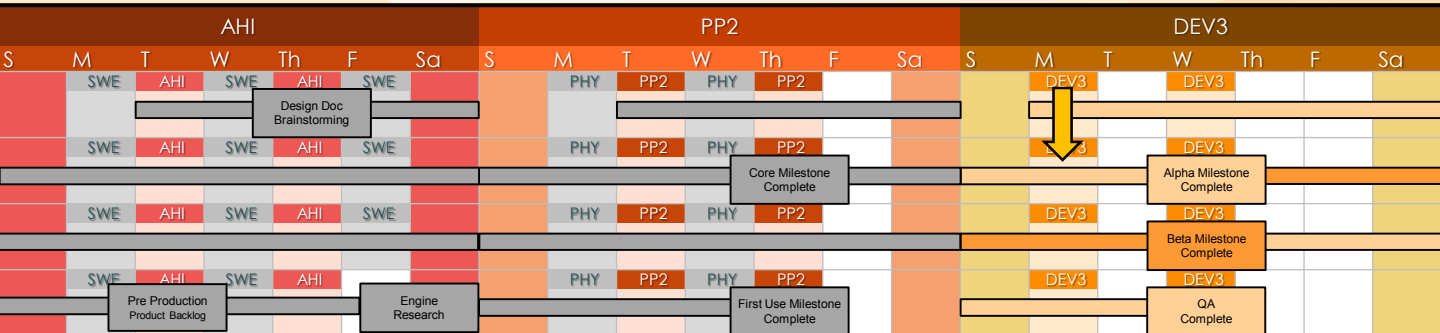 AHI PP2 DEV3
S M T W Th F Sa S M T W Th F Sa S M T W Th F Sa
SWE AHI SWE AHI SWE PHY PP2 PHY PP2 DEV3 DEV3
Design Doc
Brainstorming
SWE AHI SWE AHI SWE PHY PP2 PHY PP2 DEV3 DEV3
Core Milestone
Complete
Alpha Milestone
Complete
SWE AHI SWE AHI SWE PHY PP2 PHY PP2 DEV3 DEV3
Beta Milestone
Complete
SWE AHI SWE AHI PHY PP2 PHY PP2 DEV3 DEV3
Pre Production
Product Backlog
Engine
Research
First Use Milestone
Complete
QA
Complete